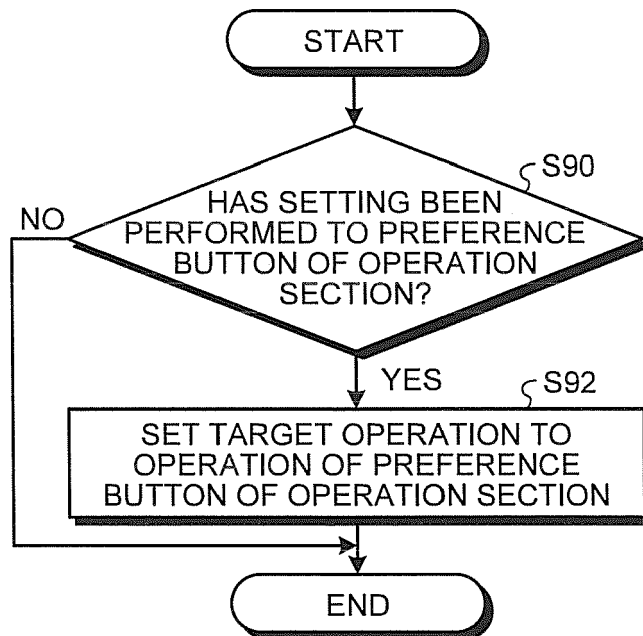 START
S90
HAS SETTING BEEN
PERFORMED TO PREFERENCE
BUTTON OF OPERATION
SECTION?
NO
YES
S92
SET TARGET OPERATION TO
OPERATION OF PREFERENCE
BUTTON OF OPERATION SECTION
END